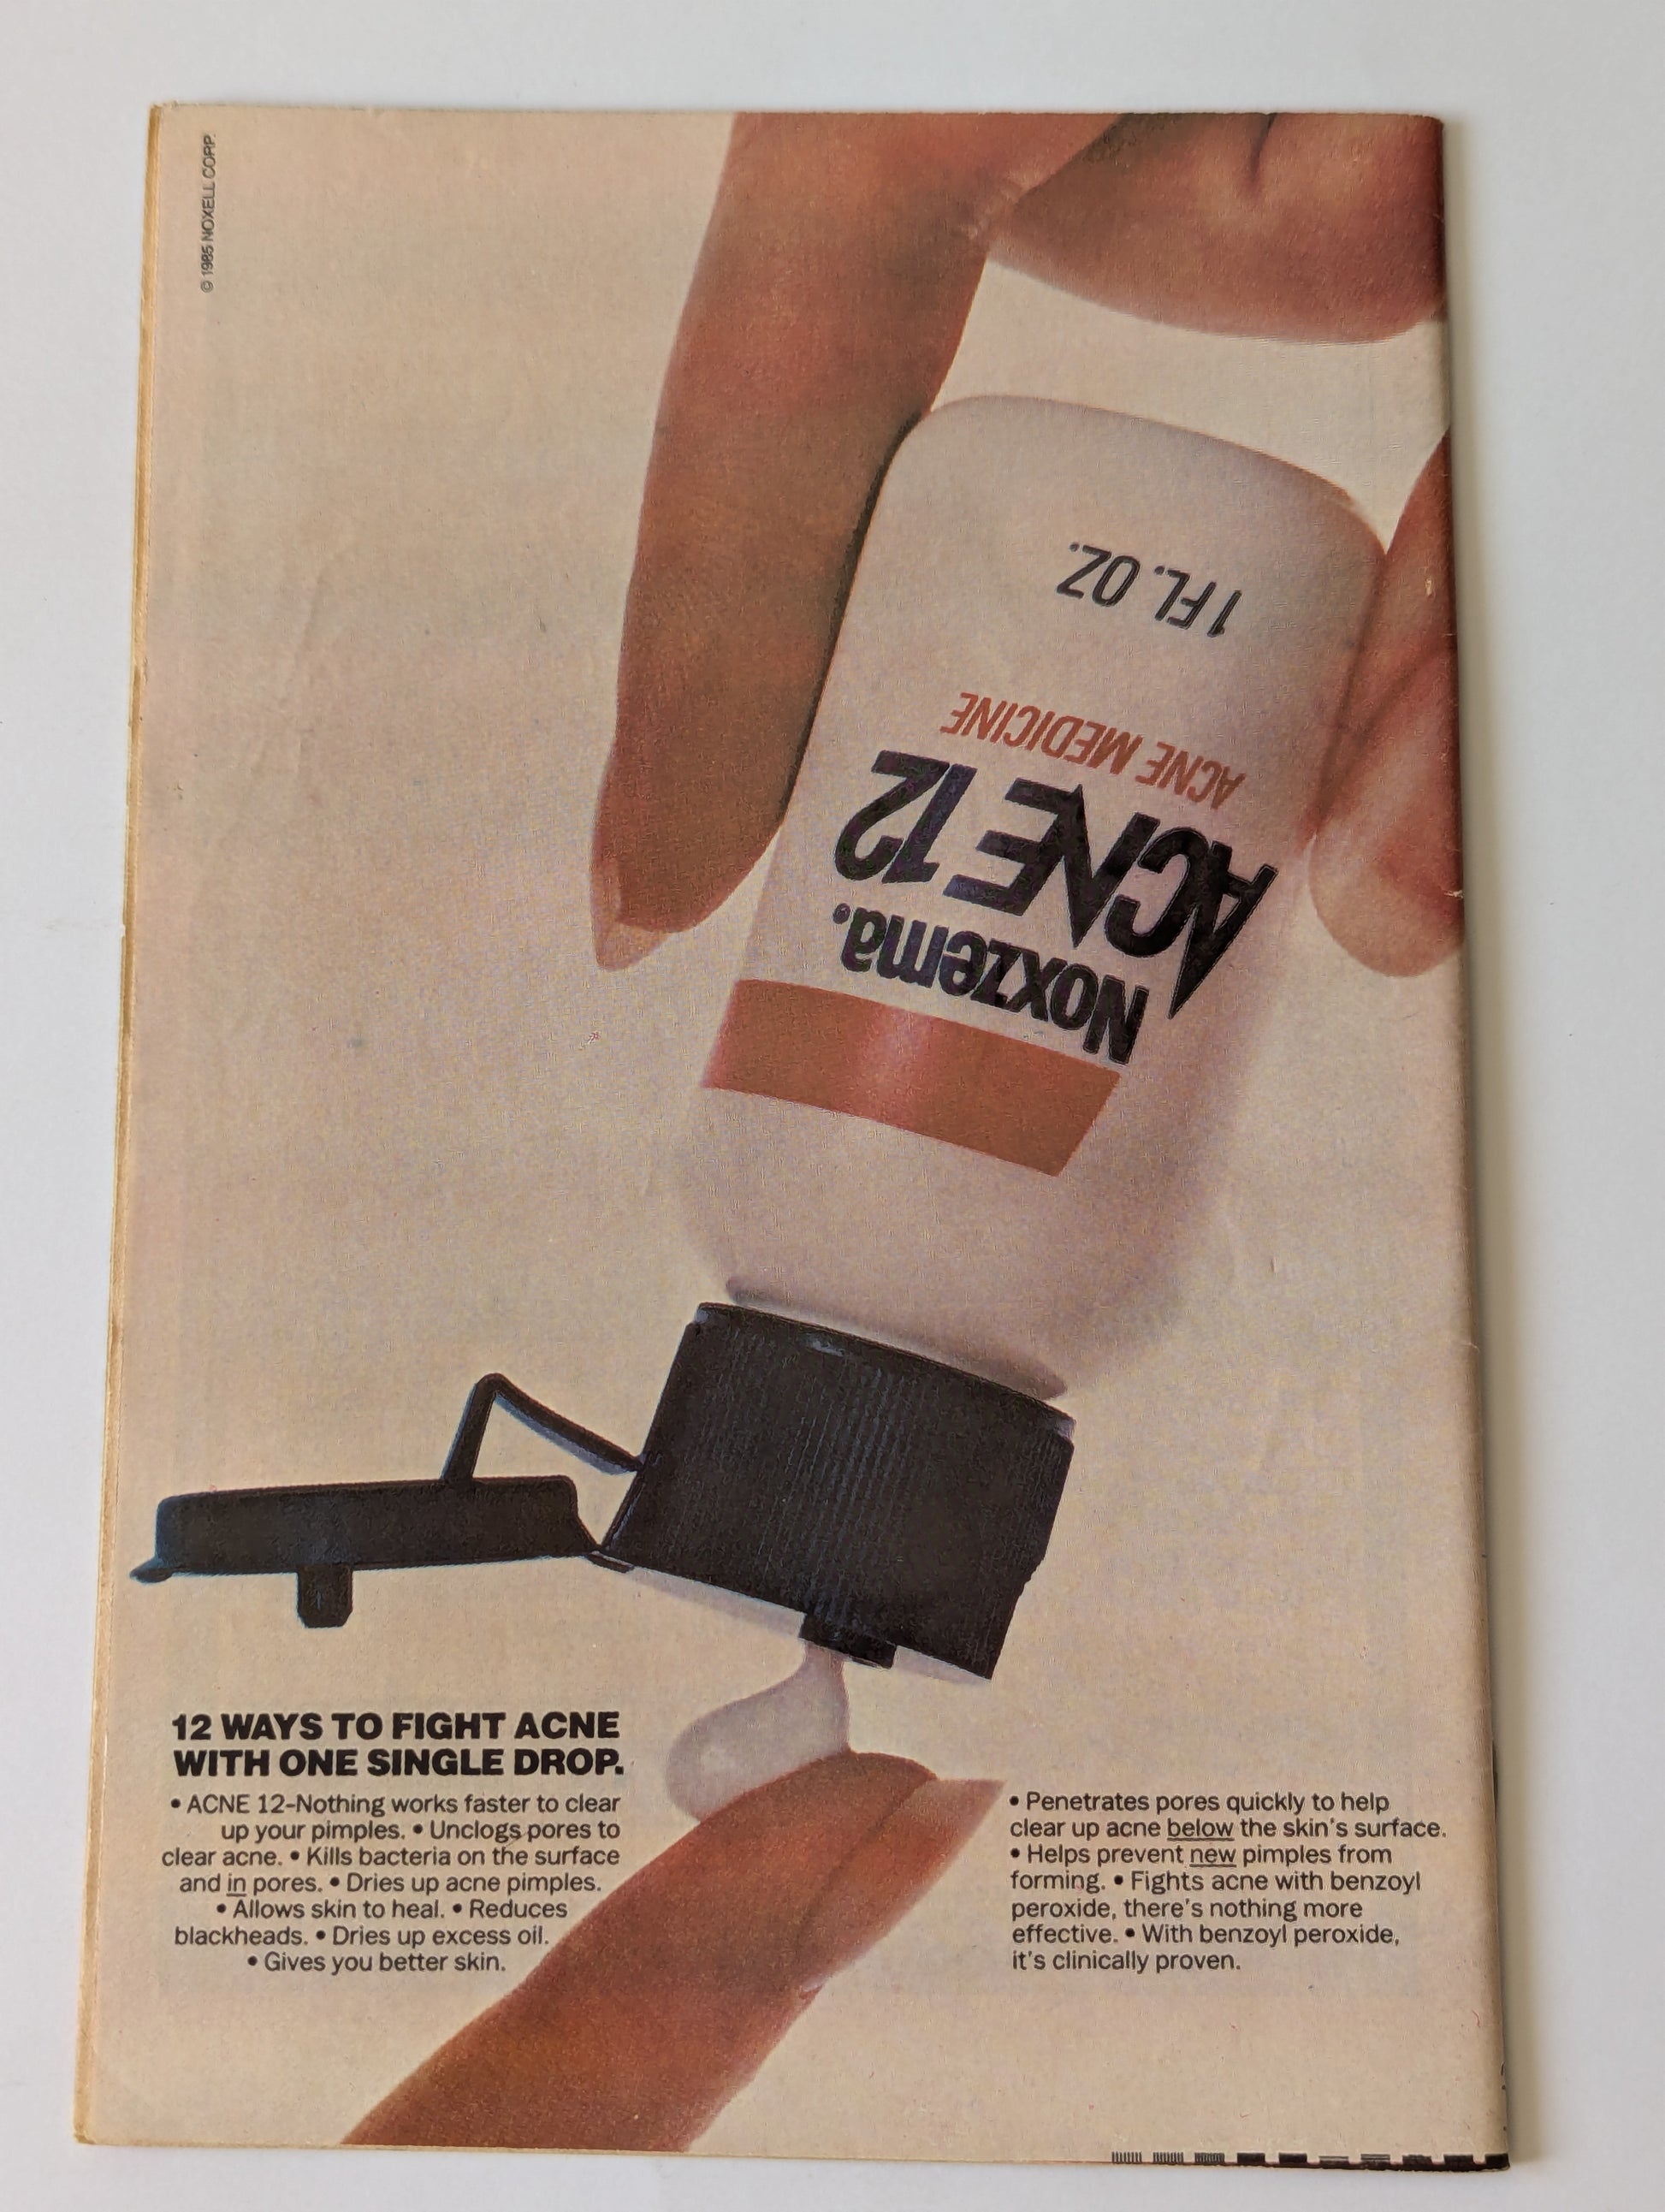 © 1985 NOXELL CORP.
1 FL. OZ.
ACNE MEDICINE
ACNE 12
Noxzema.
12 WAYS TO FIGHT ACNE
WITH ONE SINGLE DROP.
• ACNE 12–Nothing works faster to clear
up your pimples. • Unclogs pores to
clear acne. • Kills bacteria on the surface
and in pores. • Dries up acne pimples.
• Allows skin to heal. • Reduces
blackheads. • Dries up excess oil.
• Gives you better skin.
• Penetrates pores quickly to help
clear up acne below the skin's surface.
• Helps prevent new pimples from
forming. • Fights acne with benzoyl
peroxide, there's nothing more
effective. • With benzoyl peroxide,
it's clinically proven.